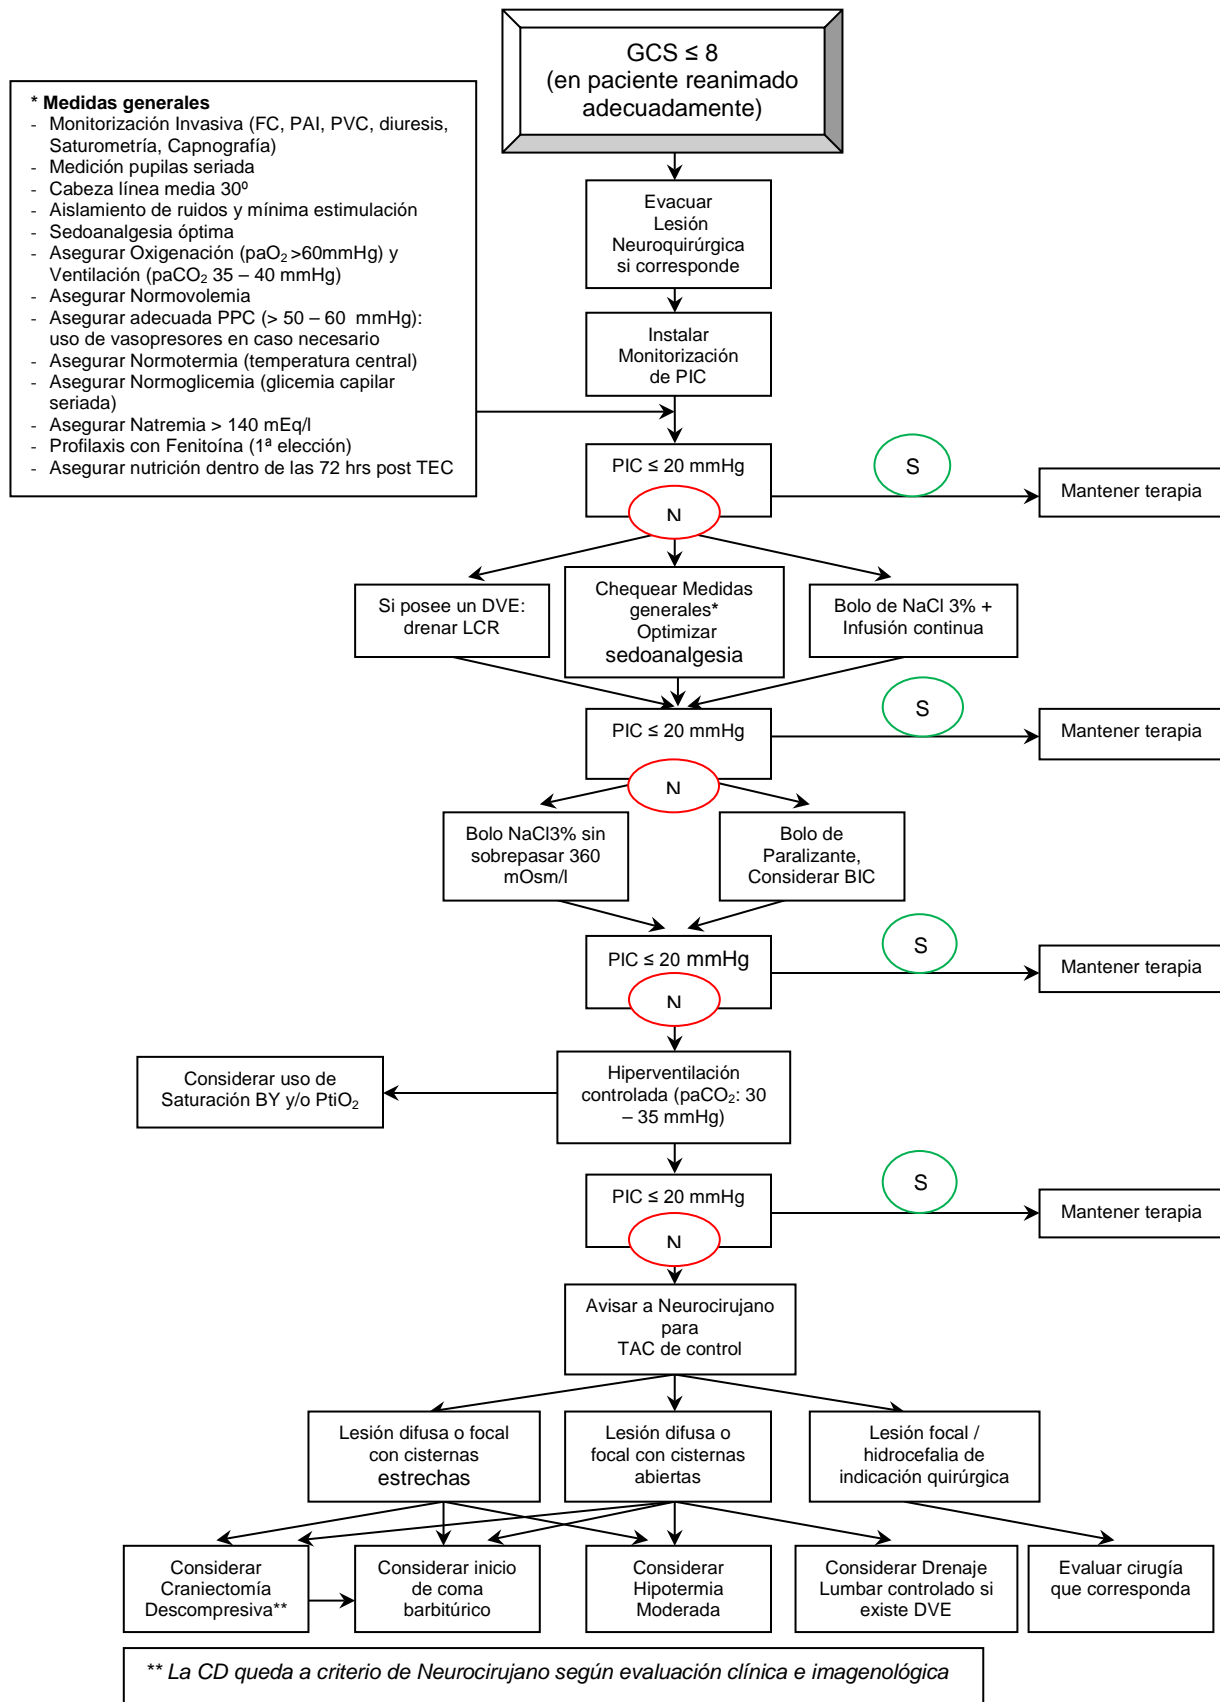 GCS ≤ 8
(en paciente reanimado
adecuadamente)
* Medidas generales
- Monitorización Invasiva (FC, PAI, PVC, diuresis,
Saturometría, Capnografía)
- Medición pupilas seriada
- Cabeza línea media 30º
- Aislamiento de ruidos y mínima estimulación
- Sedoanalgesia óptima
- Asegurar Oxigenación (paO₂ >60mmHg) y
Ventilación (paCO₂ 35 – 40 mmHg)
- Asegurar Normovolemia
- Asegurar adecuada PPC (> 50 – 60 mmHg):
uso de vasopresores en caso necesario
- Asegurar Normotermia (temperatura central)
- Asegurar Normoglicemia (glicemia capilar
seriada)
- Asegurar Natremia > 140 mEq/l
- Profilaxis con Fenitoína (1ª elección)
- Asegurar nutrición dentro de las 72 hrs post TEC
Evacuar
Lesión
Neuroquirúrgica
si corresponde
Instalar
Monitorización
de PIC
PIC ≤ 20 mmHg
S
Mantener terapia
N
Si posee un DVE:
drenar LCR
Chequear Medidas
generales*
Optimizar
sedoanalgesia
Bolo de NaCl 3% +
Infusión continua
PIC ≤ 20 mmHg
S
Mantener terapia
N
Bolo NaCl3% sin
sobrepasar 360
mOsm/l
Bolo de
Paralizante,
Considerar BIC
PIC ≤ 20 mmHg
S
Mantener terapia
N
Considerar uso de
Saturación BY y/o PtiO₂
Hiperventilación
controlada (paCO₂: 30
– 35 mmHg)
PIC ≤ 20 mmHg
S
Mantener terapia
N
Avisar a Neurocirujano
para
TAC de control
Lesión difusa o focal
con cisternas
estrechas
Lesión difusa o
focal con cisternas
abiertas
Lesión focal /
hidrocefalia de
indicación quirúrgica
Considerar
Craniectomía
Descompresiva**
Considerar inicio
de coma
barbitúrico
Considerar
Hipotermia
Moderada
Considerar Drenaje
Lumbar controlado si
existe DVE
Evaluar cirugía
que corresponda
** La CD queda a criterio de Neurocirujano según evaluación clínica e imagenológica